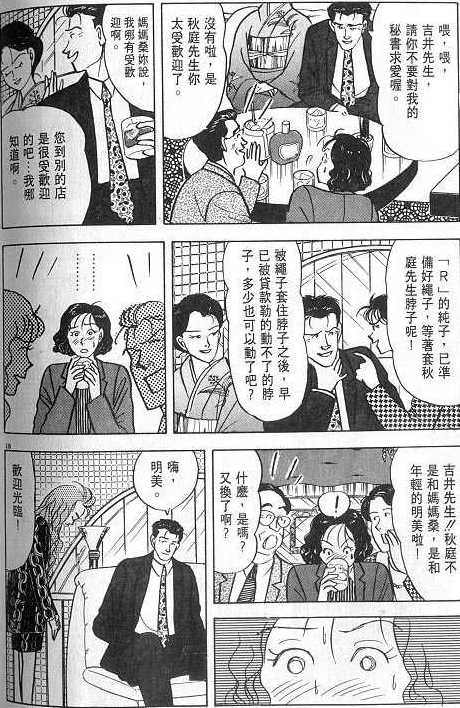 喂,喂,
吉井先生,
請你不要對我的
秘書求愛喔。
沒有啦,是
秋庭先生你
太受歡迎了。
媽媽桑妳說,
我哪有受歡
迎啊。
您到別的店
是很受歡迎
的吧…我哪
知道啊。
「R」的純子,已準
備好繩子,等著套秋
庭先生脖子呢!
被繩子套住脖子之後,早
已被貸款勒的動不了的脖
子,多少也可以動了吧?
吉井先生!!秋庭不
是和媽媽桑,是和
年輕的明美啦!
!
什麼,是嗎?
又換了啊?
嗨,
明美。
歡迎光臨!
18